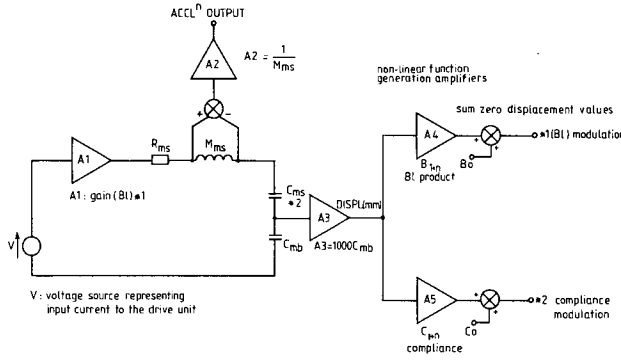 ACCLⁿ OUTPUT
A2
A2 = 1
Mms
+ -
non-linear function
generation amplifiers
sum zero displacement values
Rms
Mms
A1
A1: gain(Bl)*1
Cms
*2
Cmb
A3
DISPL(mm)
A3=1000Cmb
A4
B1→n
Bl product
+
Bo
+
*1(Bl) modulation
V
V: voltage source representing
input current to the drive unit
A5
C1→n
compliance
+
Co
+
*2 compliance
modulation